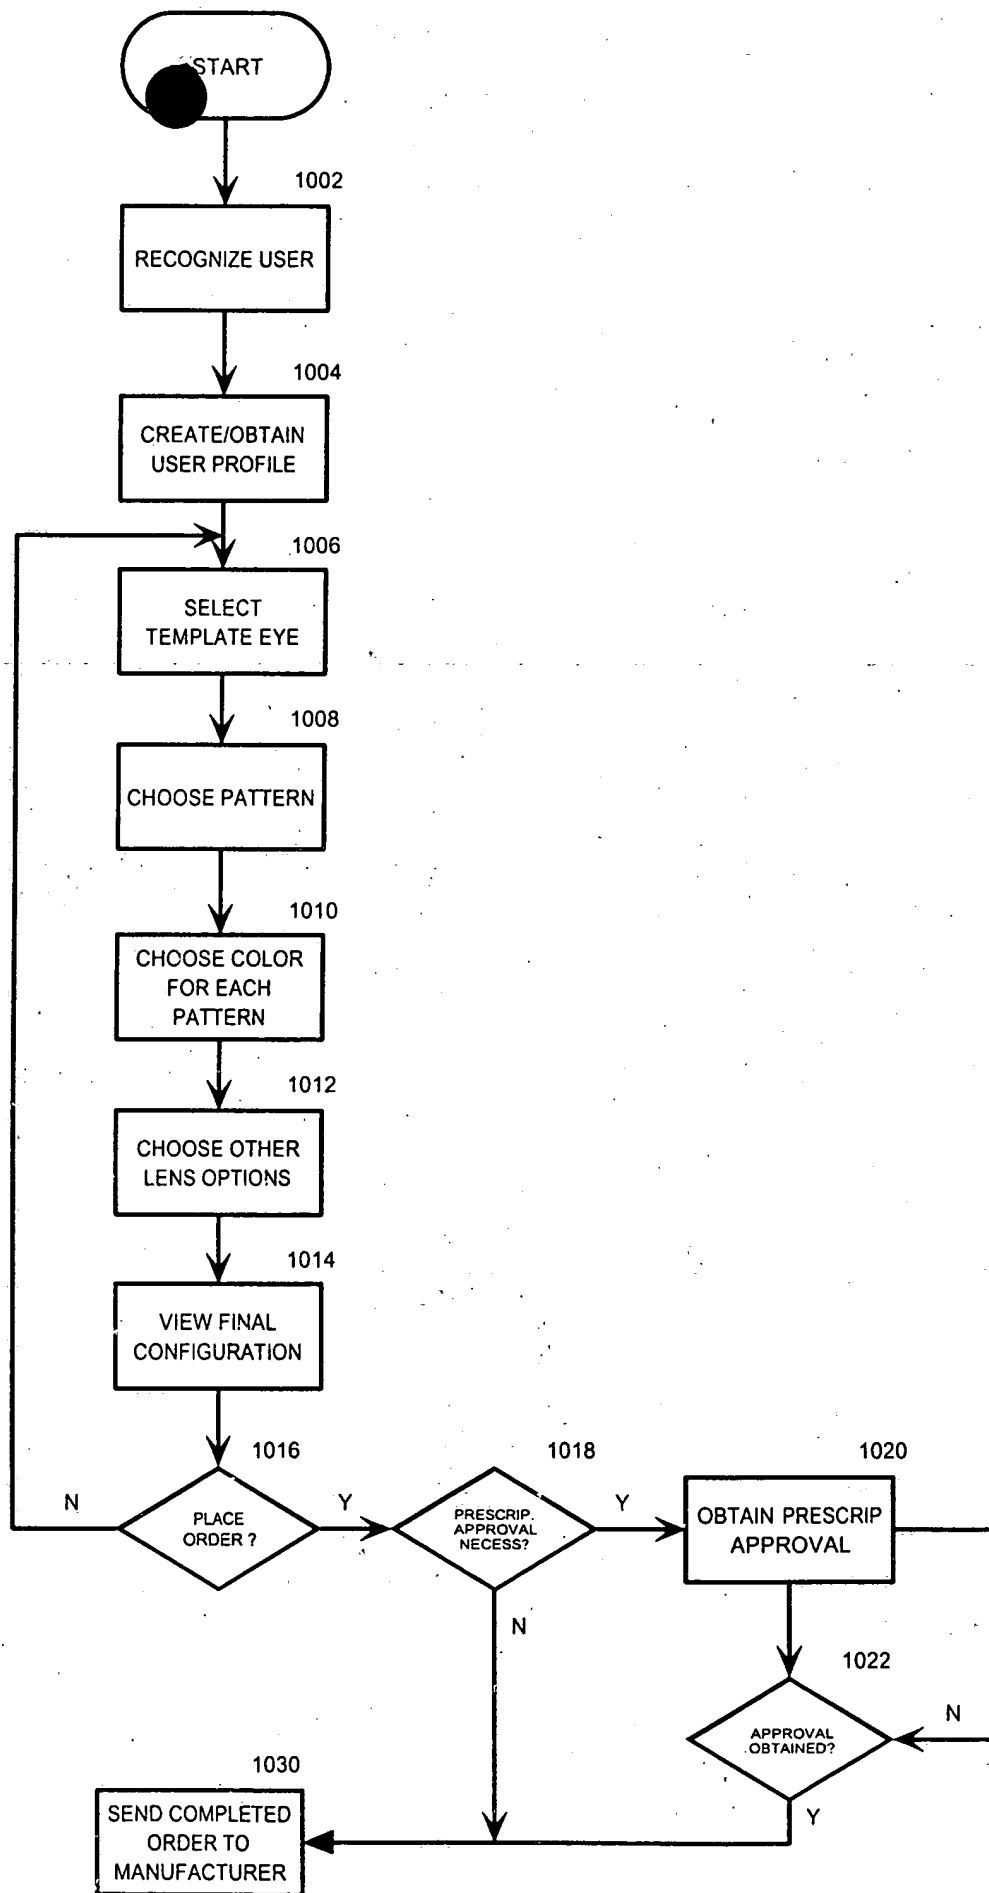 START
1002
RECOGNIZE USER
1004
CREATE/OBTAIN
USER PROFILE
1006
SELECT
TEMPLATE EYE
1008
CHOOSE PATTERN
1010
CHOOSE COLOR
FOR EACH
PATTERN
1012
CHOOSE OTHER
LENS OPTIONS
1014
VIEW FINAL
CONFIGURATION
1016
N
PLACE
ORDER ?
Y
1018
PRESCRIP.
APPROVAL
NECESS?
Y
N
1020
OBTAIN PRESCRIP
APPROVAL
1022
APPROVAL
OBTAINED?
N
Y
1030
SEND COMPLETED
ORDER TO
MANUFACTURER